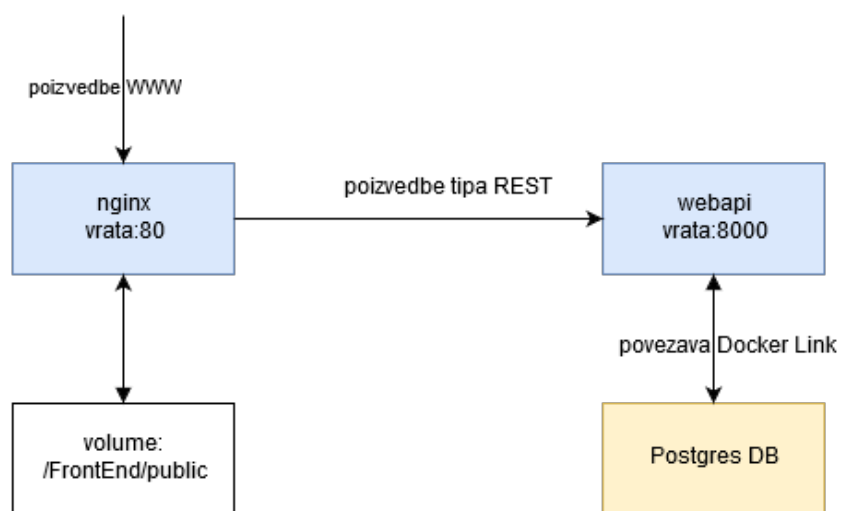 poizvedbe WWW
nginx
vrata:80
poizvedbe tipa REST
webapi
vrata:8000
povezava Docker Link
volume:
/FrontEnd/public
Postgres DB